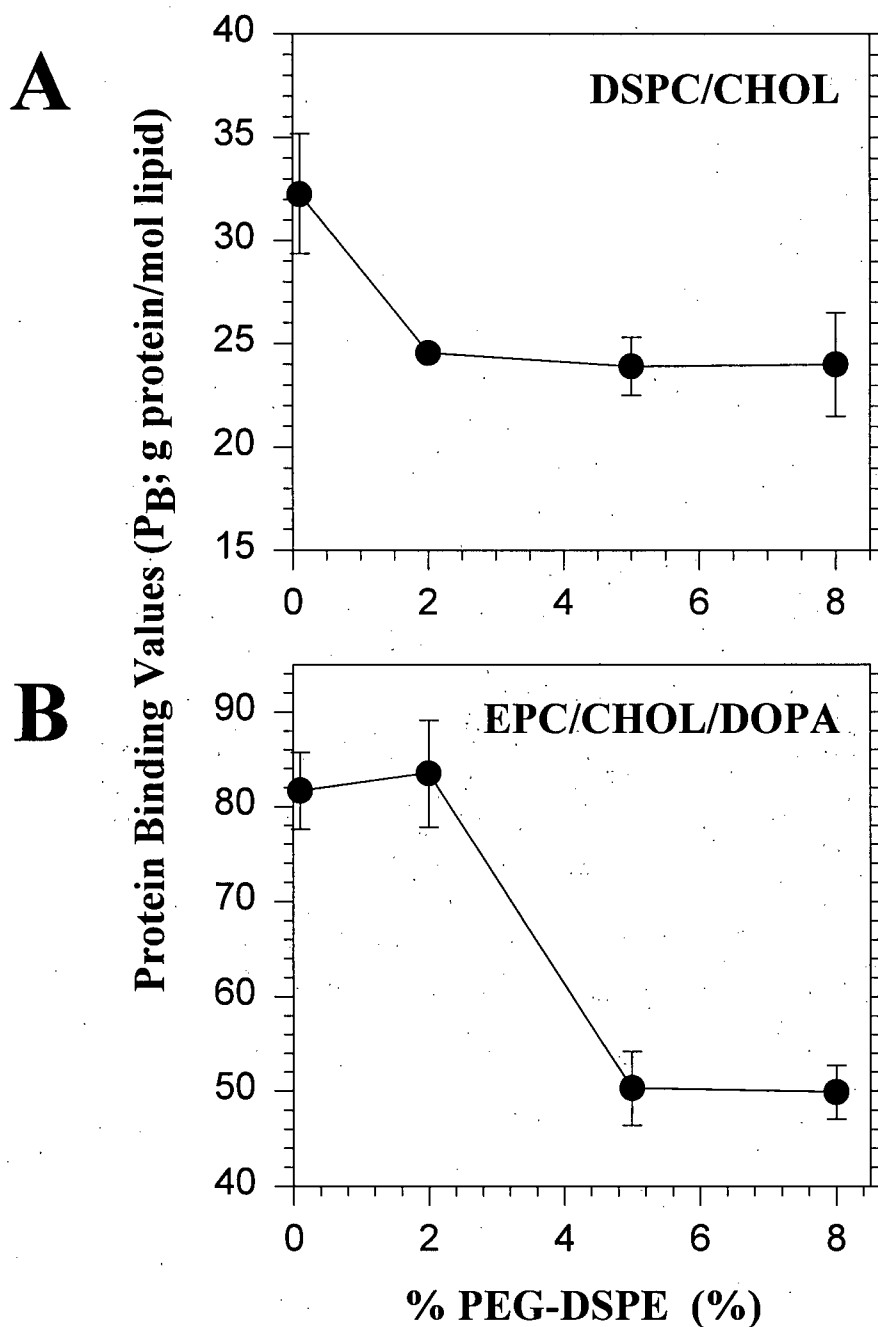 A
DSPC/CHOL
40
35
30
25
20
15
0 2 4 6 8
Protein Binding Values (PB; g protein/mol lipid)
B
EPC/CHOL/DOPA
90
80
70
60
50
40
0 2 4 6 8
% PEG-DSPE (%)